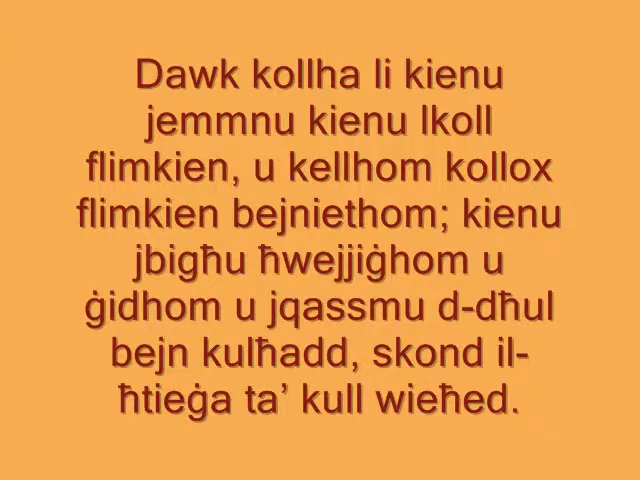 Dawk kollha li kienu
jemmnu kienu lkoll
flimkien, u kellhom kollox
flimkien bejniethom; kienu
jbigħu ħwejjiġhom u
ġidhom u jqassmu d-dħul
bejn kulħadd, skond il-
ħtieġa ta’ kull wieħed.